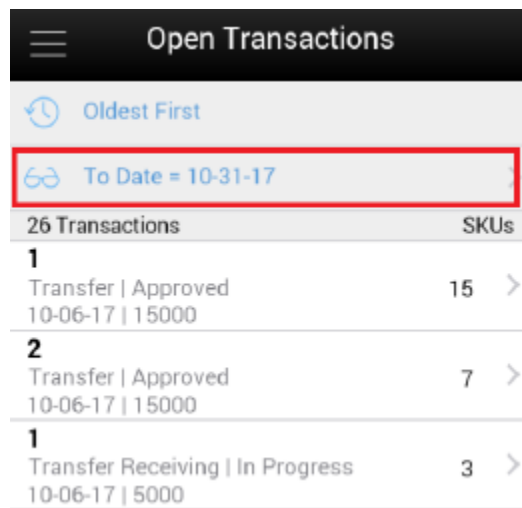 Open Transactions
Oldest First
To Date = 10-31-17
26 Transactions SKUs
1
Transfer | Approved 15
10-06-17 | 15000
2
Transfer | Approved 7
10-06-17 | 15000
1
Transfer Receiving | In Progress 3
10-06-17 | 5000